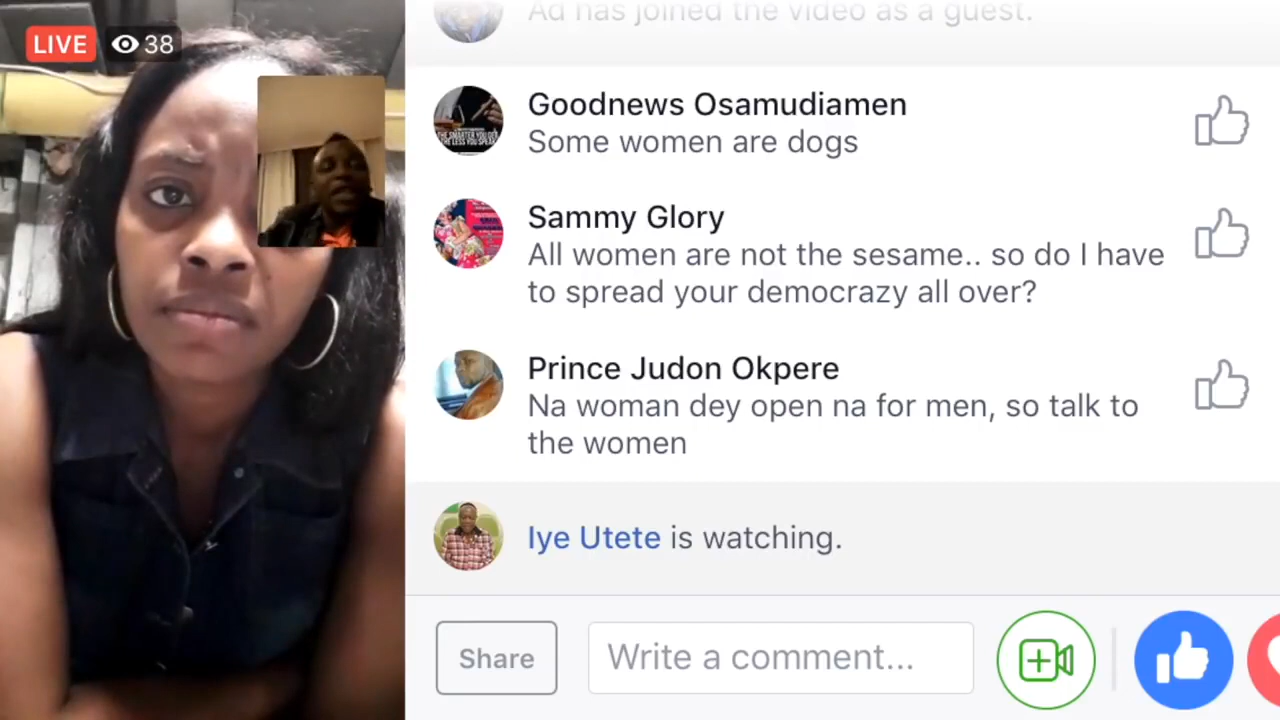 LIVE 38
Ad has joined the video as a guest.
Goodnews Osamudiamen
Some women are dogs
Sammy Glory
All women are not the sesame.. so do I have
to spread your democrazy all over?
Prince Judon Okpere
Na woman dey open na for men, so talk to
the women
Iye Utete is watching.
Share
Write a comment...